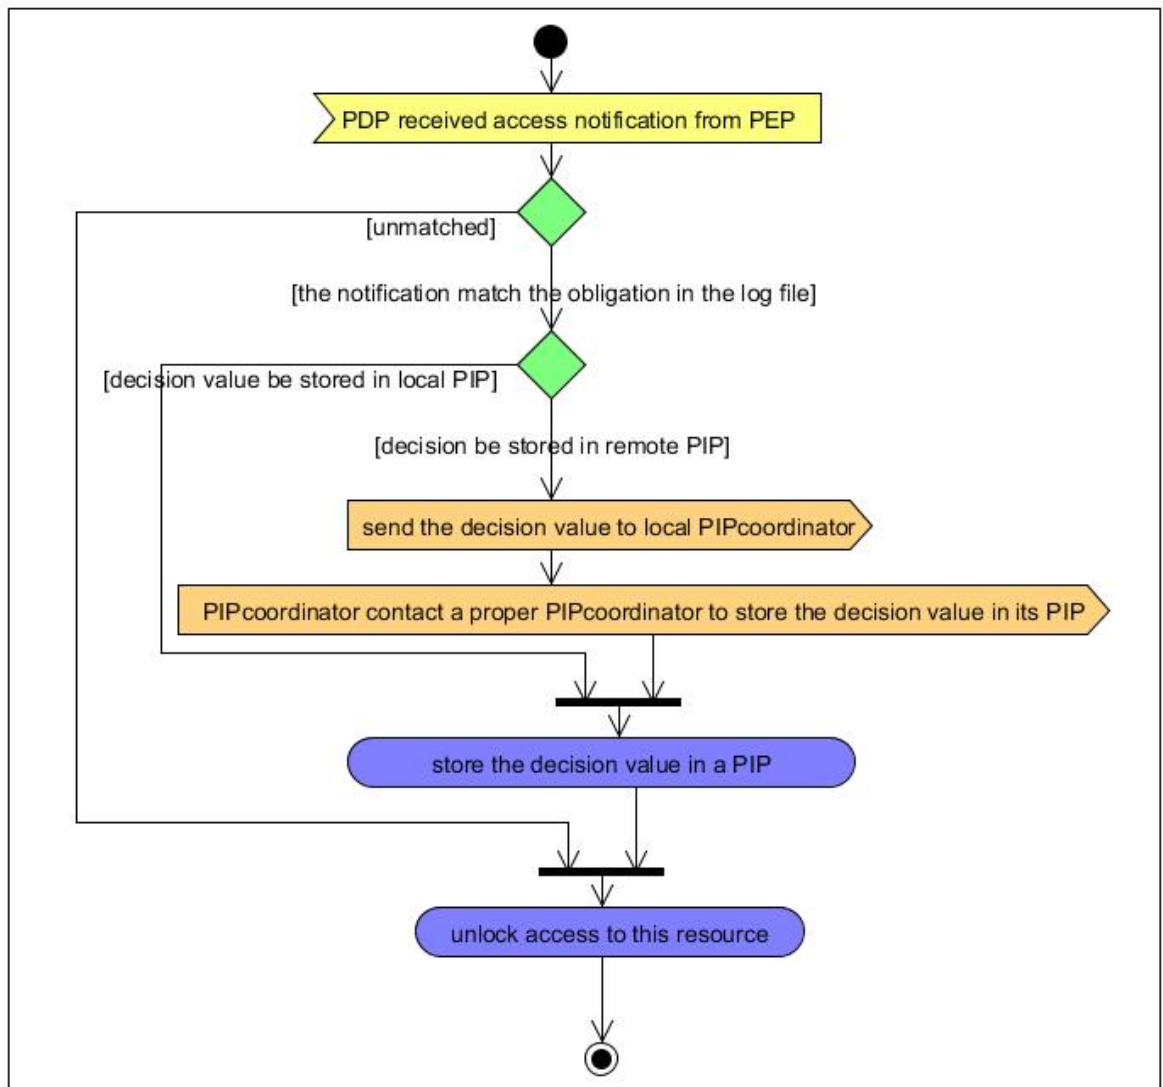 PDP received access notification from PEP
[unmatched]
[the notification match the obligation in the log file]
[decision value be stored in local PIP]
[decision be stored in remote PIP]
send the decision value to local PIPcoordinator
PIPcoordinator contact a proper PIPcoordinator to store the decision value in its PIP
store the decision value in a PIP
unlock access to this resource